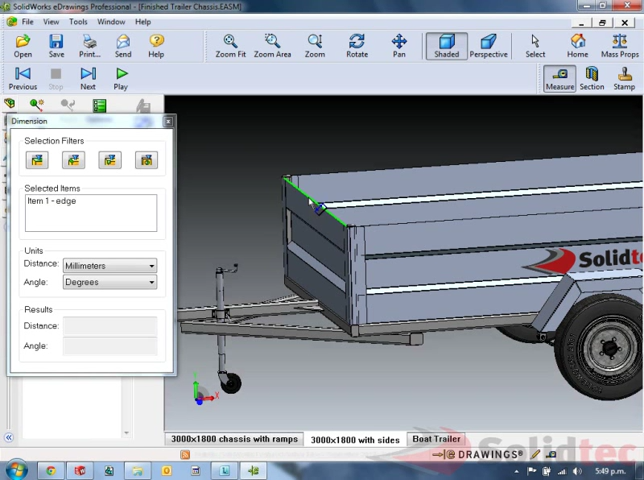 SolidWorks eDrawings Professional - [Finished Trailer Chassis.EASM]
File View Tools Window Help
Open Save Print... Send Help Zoom Fit Zoom Area Zoom Rotate Pan Shaded Perspective Select Home Mass Props
Previous Stop Next Play Measure Section Stamp
Dimension
Selection Filters
Selected Items
Item 1 - edge
Units
Distance: Millimeters
Angle: Degrees
Results
Distance:
Angle:
Solidtec
Y
X
3000x1800 chassis with ramps 3000x1800 with sides Boat Trailer
Solidtec
eDRAWINGS
5:49 p.m.